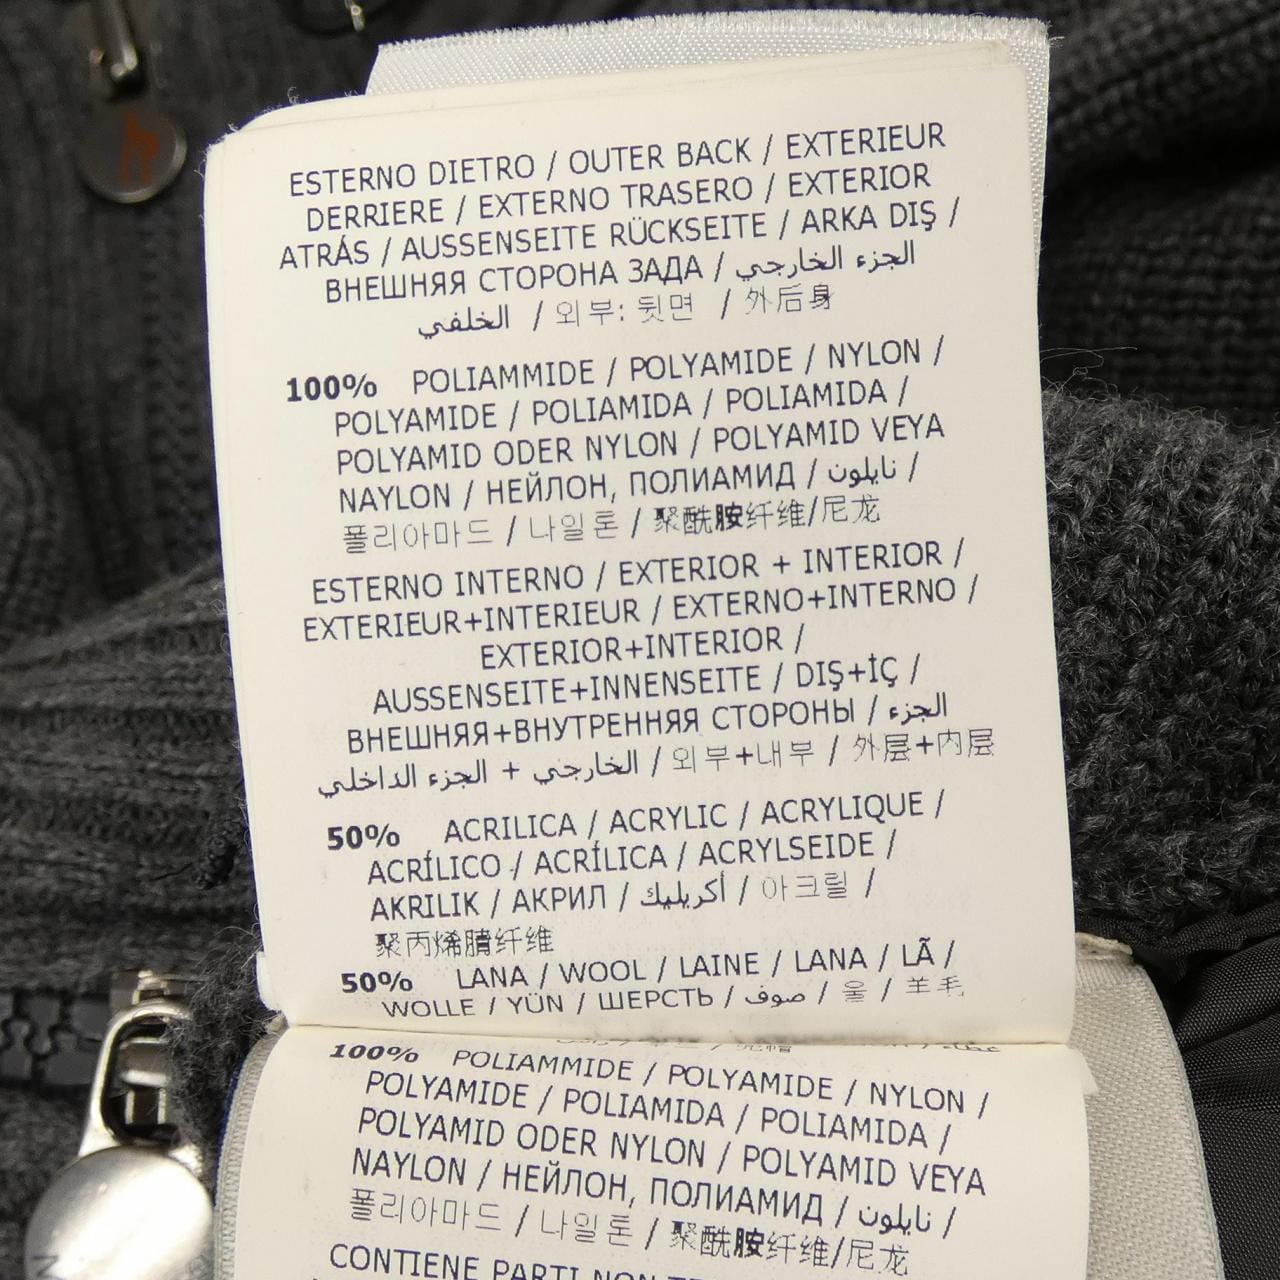 ESTERNO DIETRO / OUTER BACK / EXTERIEUR
DERRIERE / EXTERNO TRASERO / EXTERIOR
ATRÁS / AUSSENSEITE RÜCKSEITE / ARKA DIŞ /
ВНЕШНЯЯ СТОРОНА ЗАДА / الجزء الخارجي
الخلفي / 외부: 뒷면 / 外后身
100% POLIAMMIDE / POLYAMIDE / NYLON /
POLYAMIDE / POLIAMIDA / POLIAMIDA /
POLYAMID ODER NYLON / POLYAMID VEYA
NAYLON / НЕЙЛОН, ПОЛИАМИД / نايلون /
폴리아마드 / 나일론 / 聚酰胺纤维/尼龙
ESTERNO INTERNO / EXTERIOR + INTERIOR /
EXTERIEUR+INTERIEUR / EXTERNO+INTERNO /
EXTERIOR+INTERIOR /
AUSSENSEITE+INNENSEITE / DIŞ+İÇ /
ВНЕШНЯЯ+ВНУТРЕННЯЯ СТОРОНЫ / الجزء
الخارجي + الجزء الداخلي / 외부+내부 / 外层+内层
50% ACRILICA / ACRYLIC / ACRYLIQUE /
ACRÍLICO / ACRÍLICA / ACRYLSEIDE /
AKRILIK / АКРИЛ / أكريليك / 아크릴 /
聚丙烯腈纤维
50% LANA / WOOL / LAINE / LANA / LÃ /
WOLLE / YÜN / ШЕРСТЬ / صوف / 울 / 羊毛
100% POLIAMMIDE / POLYAMIDE / NYLON /
POLYAMIDE / POLIAMIDA / POLIAMIDA /
POLYAMID ODER NYLON / POLYAMID VEYA
NAYLON / НЕЙЛОН, ПОЛИАМИД / نايلون /
폴리아마드 / 나일론 / 聚酰胺纤维/尼龙
CONTIENE PARTI NON